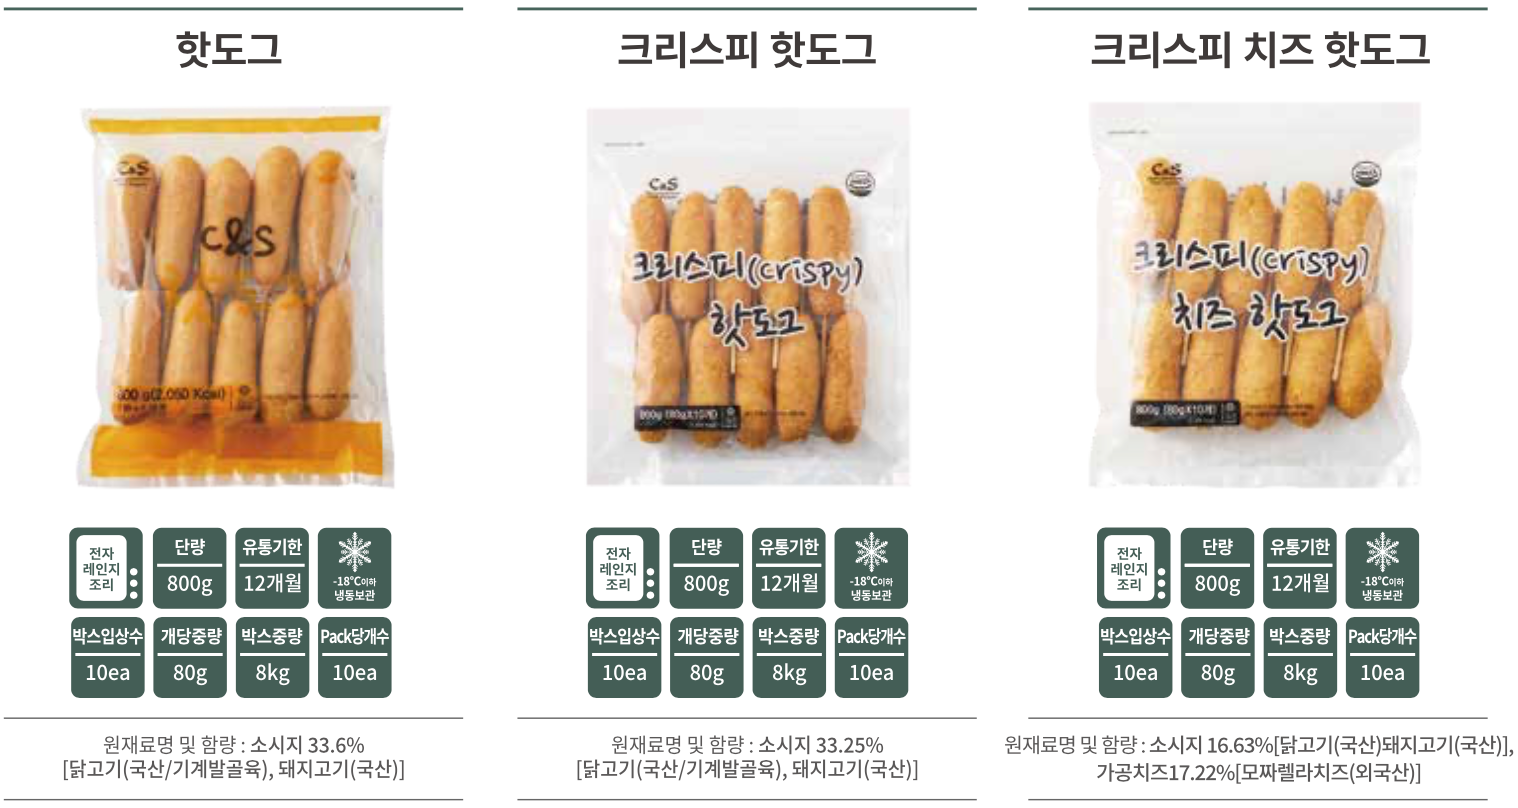 핫도그
C&S
C&S
800 g(2,050 Kcal)
전자
레인지
조리
단량
800g
유통기한
12개월
-18℃이하
냉동보관
박스입상수
10ea
개당중량
80g
박스중량
8kg
Pack당개수
10ea
원재료명 및 함량 : 소시지 33.6%
[닭고기(국산/기계발골육), 돼지고기(국산)]
크리스피 핫도그
C&S
크리스피(crispy)
핫도그
800g (80gX10개)
전자
레인지
조리
단량
800g
유통기한
12개월
-18℃이하
냉동보관
박스입상수
10ea
개당중량
80g
박스중량
8kg
Pack당개수
10ea
원재료명 및 함량 : 소시지 33.25%
[닭고기(국산/기계발골육), 돼지고기(국산)]
크리스피 치즈 핫도그
C&S
크리스피(crispy)
치즈 핫도그
800g (80gX10개)
전자
레인지
조리
단량
800g
유통기한
12개월
-18℃이하
냉동보관
박스입상수
10ea
개당중량
80g
박스중량
8kg
Pack당개수
10ea
원재료명 및 함량 : 소시지 16.63%[닭고기(국산)돼지고기(국산)],
가공치즈17.22%[모짜렐라치즈(외국산)]